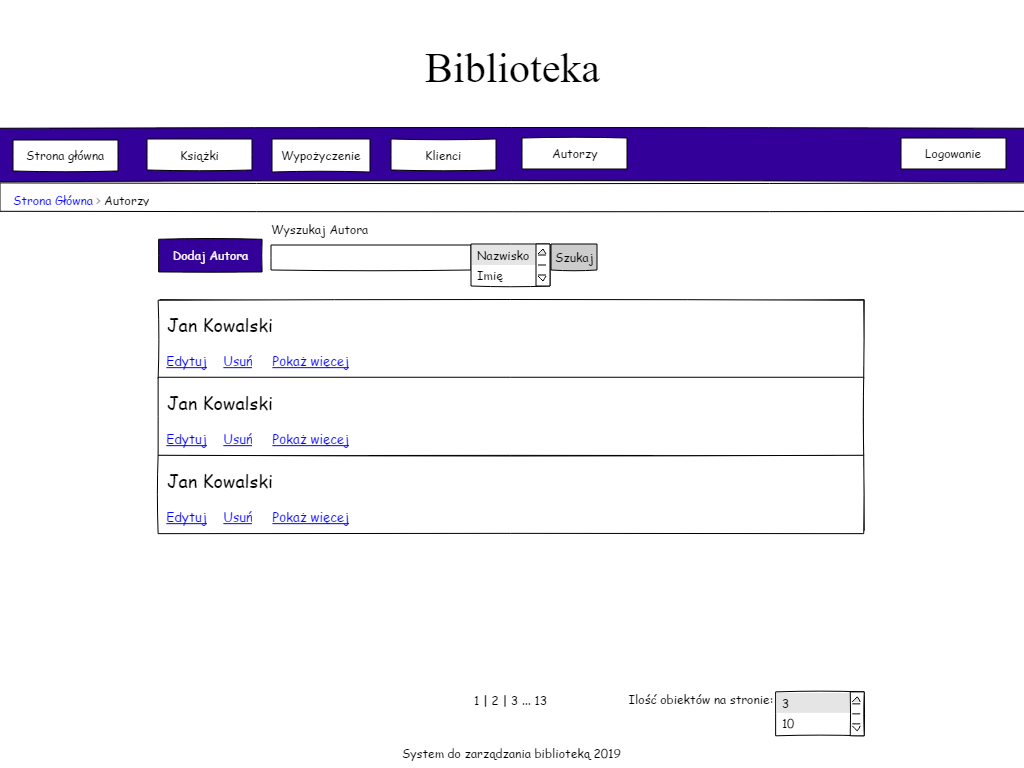 Biblioteka
Strona główna Książki Wypożyczenie Klienci Autorzy Logowanie
Strona Główna > Autorzy
Wyszukaj Autora
Dodaj Autora Nazwisko Szukaj
Imię
Jan Kowalski
Edytuj Usuń Pokaż więcej
Jan Kowalski
Edytuj Usuń Pokaż więcej
Jan Kowalski
Edytuj Usuń Pokaż więcej
1 | 2 | 3 ... 13 Ilość obiektów na stronie: 3
10
System do zarządzania biblioteką 2019